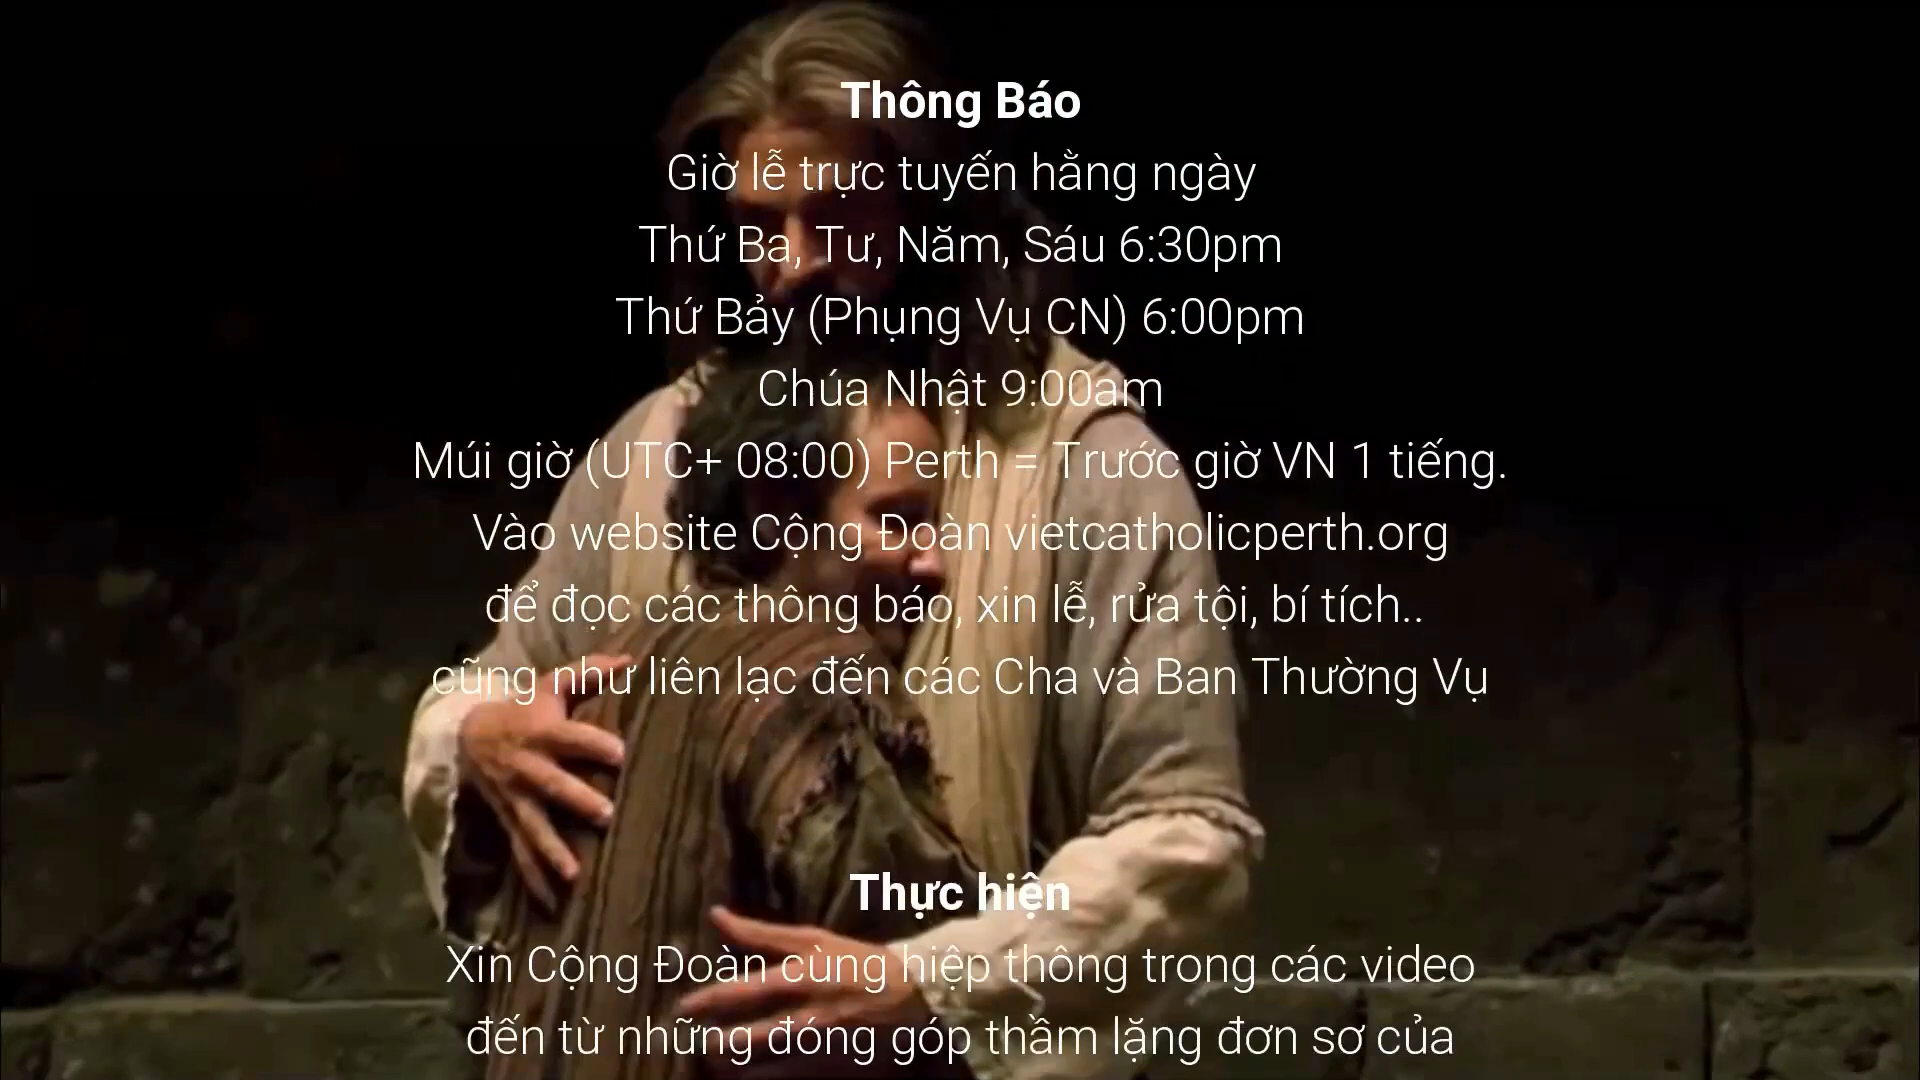 Thông Báo
Giờ lễ trực tuyến hằng ngày
Thứ Ba, Tư, Năm, Sáu 6:30pm
Thứ Bảy (Phụng Vụ CN) 6:00pm
Chúa Nhật 9:00am
Múi giờ (UTC+ 08:00) Perth = Trước giờ VN 1 tiếng.
Vào website Cộng Đoàn vietcatholicperth.org
để đọc các thông báo, xin lễ, rửa tội, bí tích..
cũng như liên lạc đến các Cha và Ban Thường Vụ
Thực hiện
Xin Cộng Đoàn cùng hiệp thông trong các video
đến từ những đóng góp thầm lặng đơn sơ của